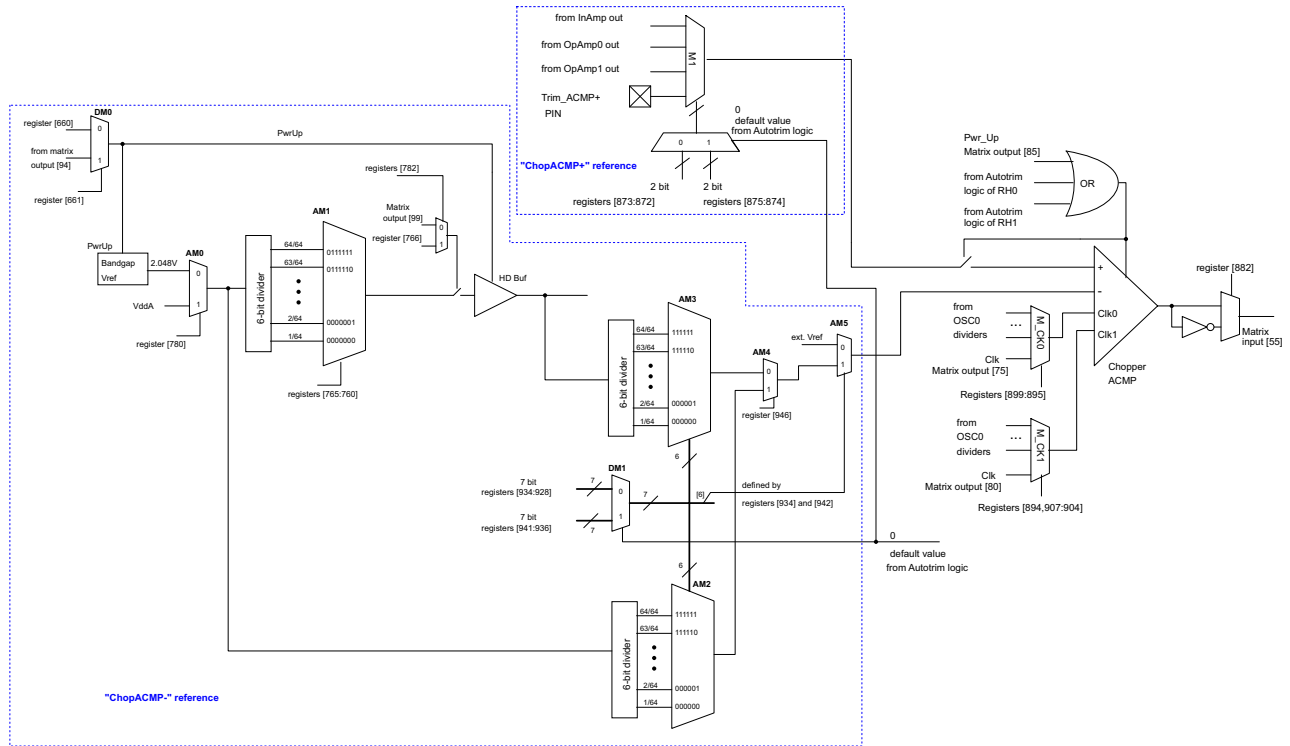 from InAmp out
from OpAmp0 out
from OpAmp1 out
Trim_ACMP+
PIN
M1
0
default value
from Autotrim logic
0 1
2 bit
2 bit
registers [873:872]
registers [875:874]
"ChopACMP+" reference
DM0
register [660]
0
from matrix
output [94]
1
register [661]
PwrUp
registers [782]
Matrix
output [99]
0
register [766]
1
PwrUp
Bandgap
Vref
2.048V
AM0
0
VddA
1
register [780]
AM1
6-bit divider
64/64
0111111
63/64
0111110
2/64
0000001
1/64
0000000
registers [765:760]
HD Buf
AM3
6-bit divider
64/64
111111
63/64
111110
2/64
000001
1/64
000000
6
AM4
0
1
register [946]
AM5
ext. Vref
0
1
DM1
7 bit
registers [934:928]
7
0
7
[6]
defined by
registers [934] and [942]
7 bit
registers [941:936]
7
1
0
default value
from Autotrim logic
6
AM2
6-bit divider
64/64
111111
63/64
111110
2/64
000001
1/64
000000
"ChopACMP-" reference
Pwr_Up
Matrix output [85]
from Autotrim
logic of RH0
from Autotrim
logic of RH1
OR
+
-
Clk0
Clk1
Chopper
ACMP
register [882]
Matrix
input [55]
from
OSC0
...
dividers
Clk
Matrix output [75]
M_CK0
Registers [899:895]
from
OSC0
...
dividers
Clk
Matrix output [80]
M_CK1
Registers [894,907:904]